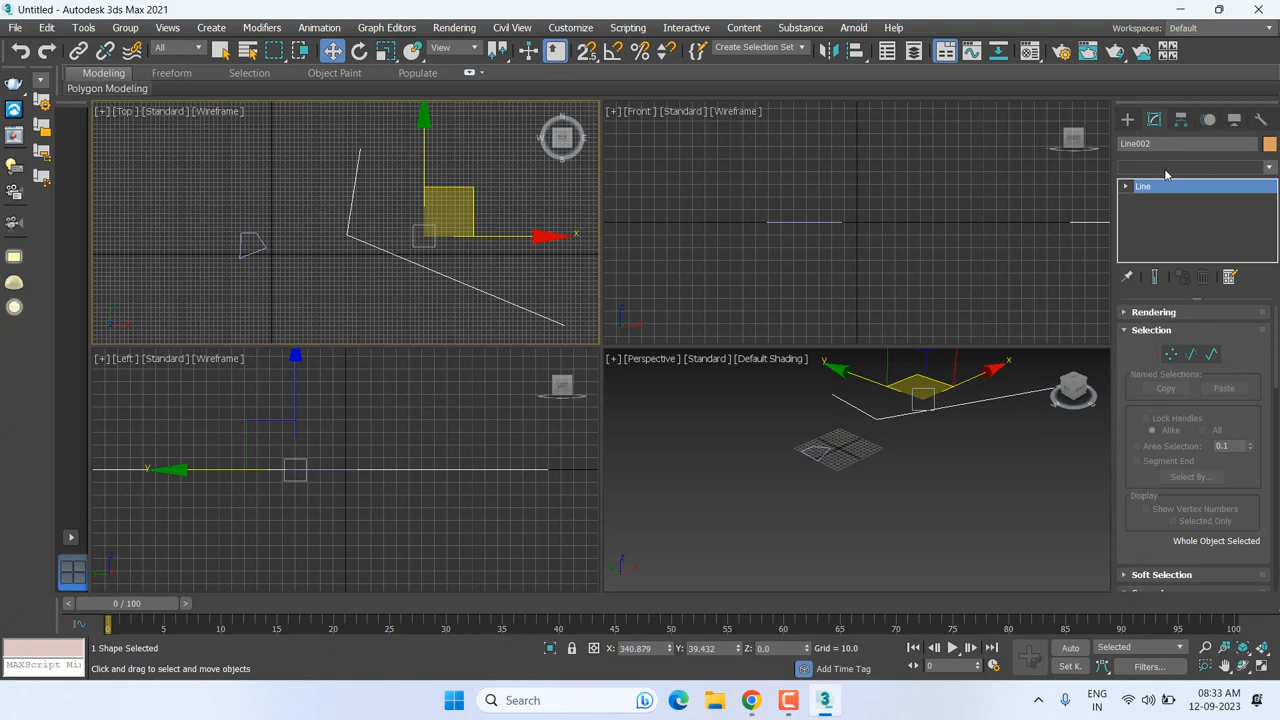 Untitled - Autodesk 3ds Max 2021
File Edit Tools Group Views Create Modifiers Animation Graph Editors Rendering Civil View Customize Scripting Interactive Content Substance Arnold Help
Workspaces: Default
All View Create Selection Set
Modeling Freeform Selection Object Paint Populate
Polygon Modeling
[+] [Top ] [Standard ] [Wireframe ]
[+] [Front ] [Standard ] [Wireframe ]
Line002
Line
Rendering
Selection
Named Selections:
Copy Paste
Lock Handles
Alike All
Area Selection: 0.1
Segment End
Select By...
Display
Show Vertex Numbers
Selected Only
Whole Object Selected
Soft Selection
[+] [Left ] [Standard ] [Wireframe ]
[+] [Perspective ] [Standard ] [Default Shading ]
0 / 100
0 5 10 15 20 25 30 35 40 45 50 55 60 65 70 75 80 85 90 95 100
1 Shape Selected
X: 340.879 Y: 39.432 Z: 0.0 Grid = 10.0
Auto Selected
MAXScript Mi
Click and drag to select and move objects
Add Time Tag
0
Set K. Filters...
Search
ENG
IN
08:33 AM
12-09-2023